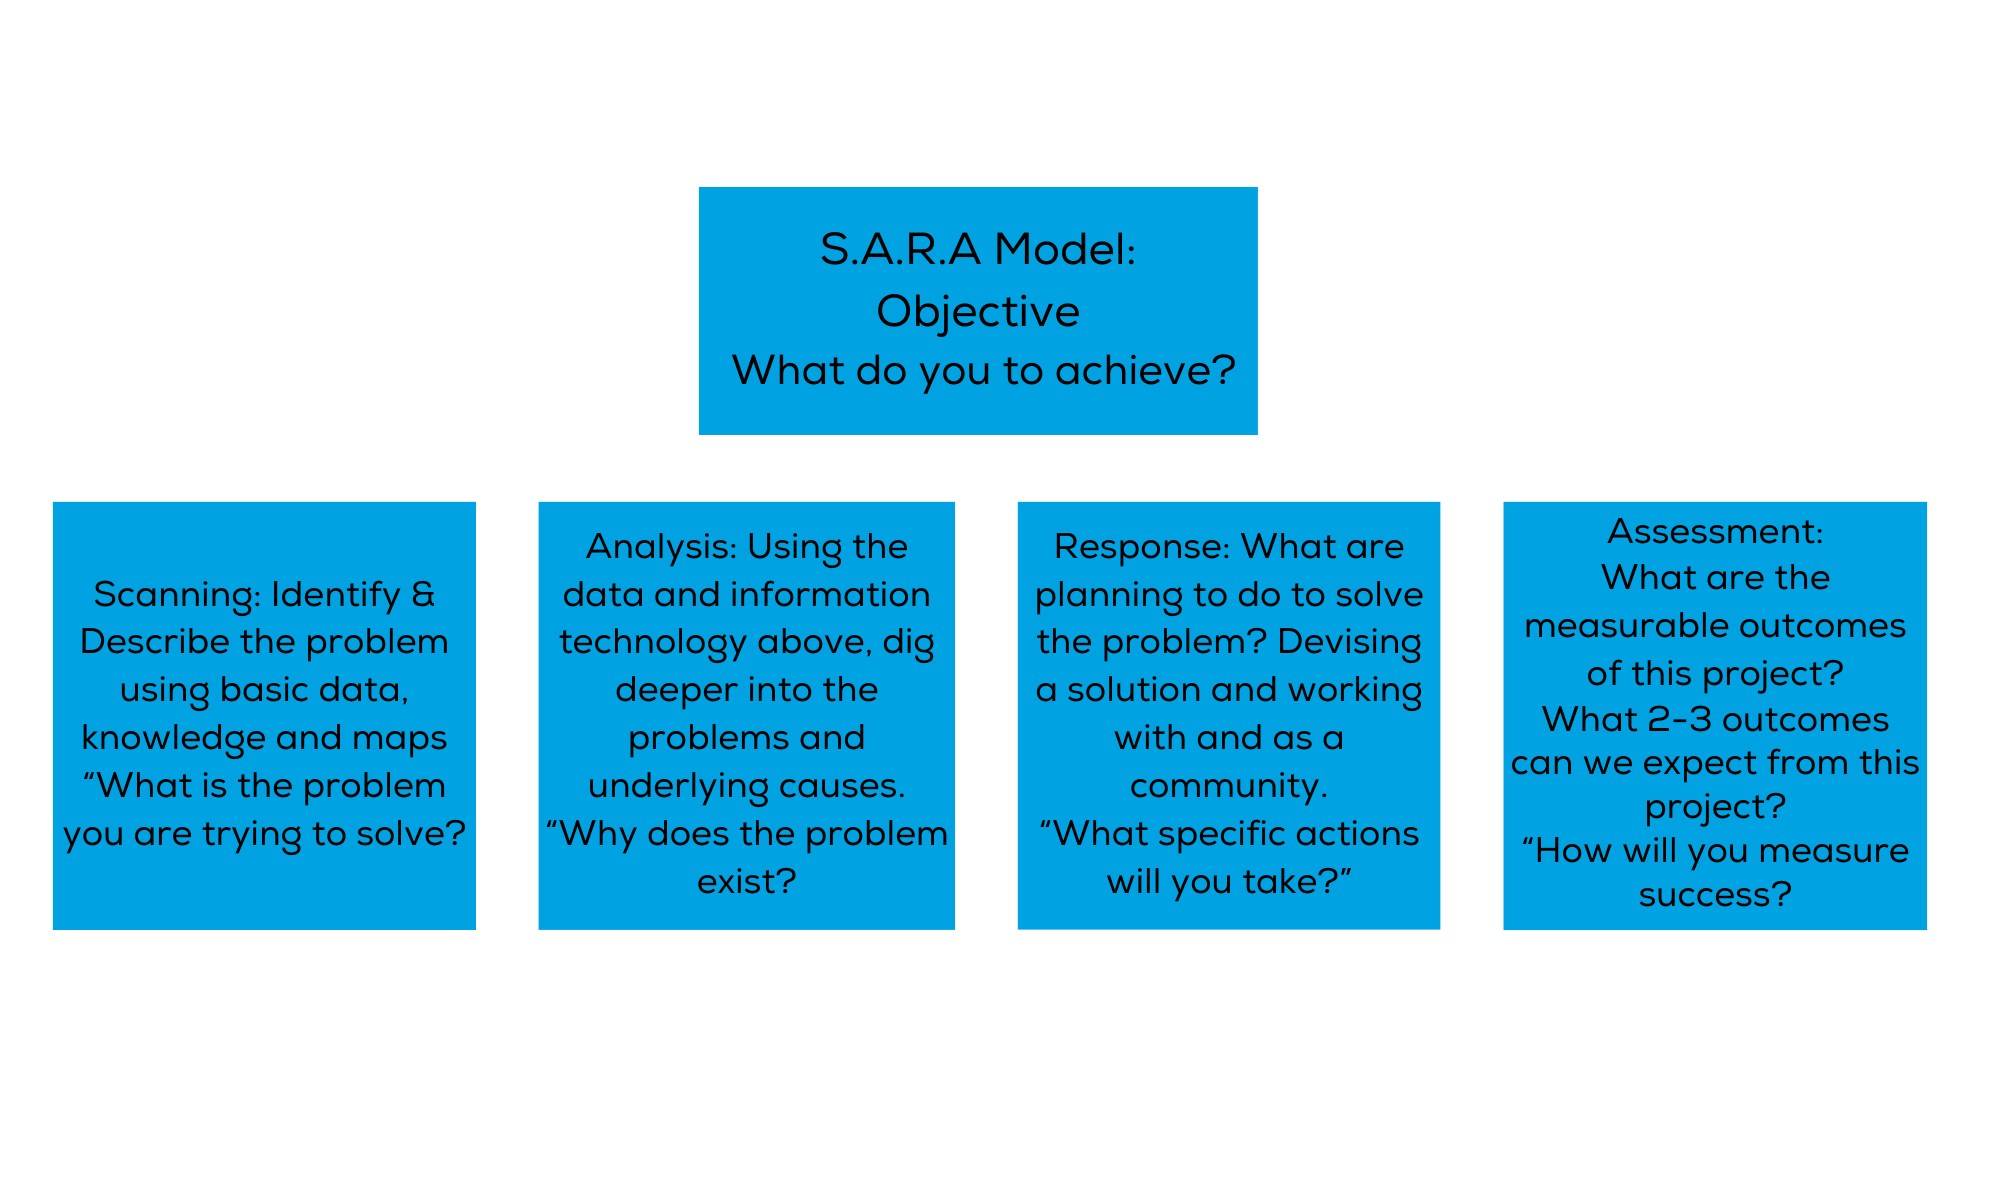 S.A.R.A Model:
Objective
What do you to achieve?
Scanning: Identify &
Describe the problem
using basic data,
knowledge and maps
“What is the problem
you are trying to solve?
Analysis: Using the
data and information
technology above, dig
deeper into the
problems and
underlying causes.
“Why does the problem
exist?
Response: What are
planning to do to solve
the problem? Devising
a solution and working
with and as a
community.
“What specific actions
will you take?”
Assessment:
What are the
measurable outcomes
of this project?
What 2-3 outcomes
can we expect from this
project?
“How will you measure
success?